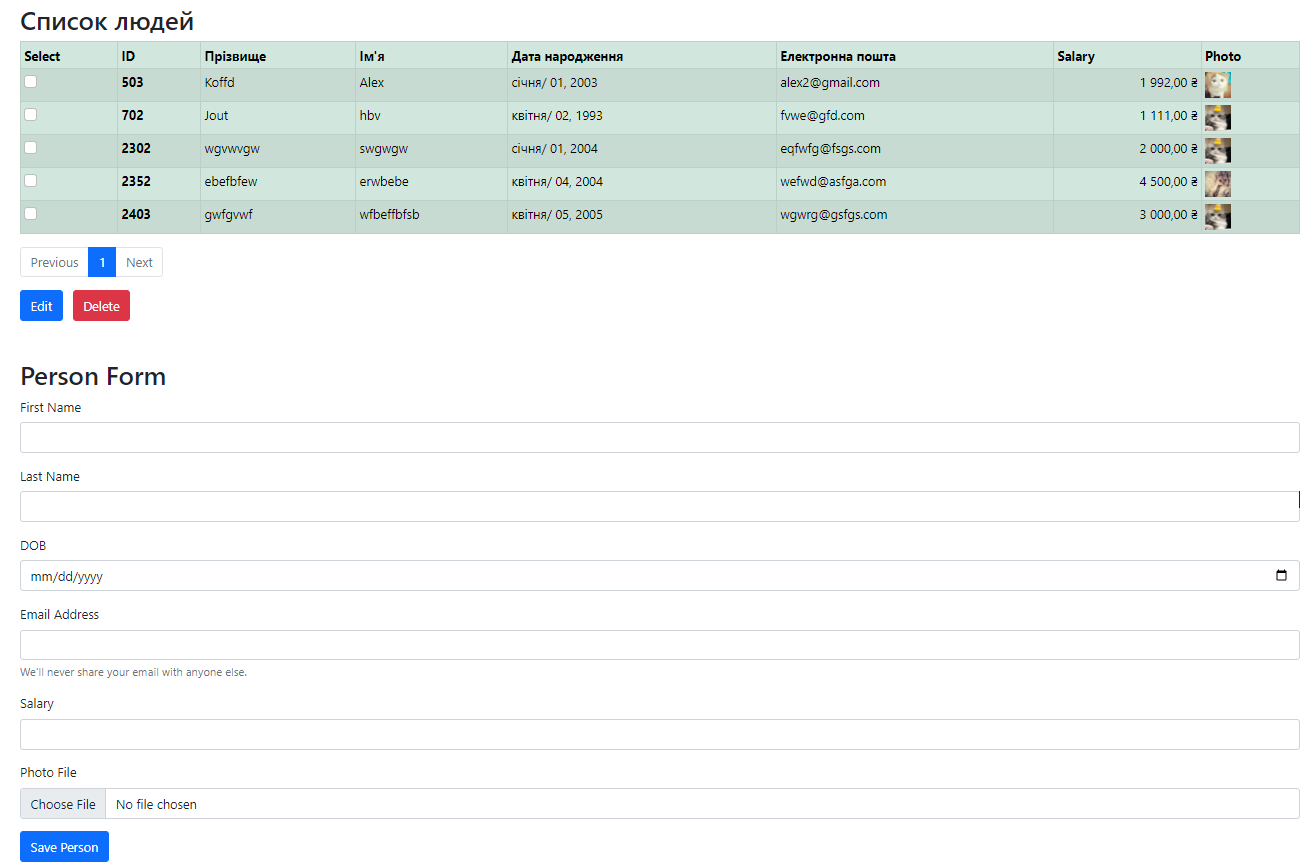 Список людей
Select ID Прізвище Ім'я Дата народження Електронна пошта Salary Photo
503 Koffd Alex січня/ 01, 2003 alex2@gmail.com 1 992,00 ₴
702 Jout hbv квітня/ 02, 1993 fvwe@gfd.com 1 111,00 ₴
2302 wgvwvgw swgwgw січня/ 01, 2004 eqfwfg@fsgs.com 2 000,00 ₴
2352 ebefbfew erwbebe квітня/ 04, 2004 wefwd@asfga.com 4 500,00 ₴
2403 gwfgvwf wfbeffbfsb квітня/ 05, 2005 wgwrg@gsfgs.com 3 000,00 ₴
Previous 1 Next
Edit Delete
Person Form
First Name
Last Name
DOB
mm/dd/yyyy
Email Address
We'll never share your email with anyone else.
Salary
Photo File
Choose File No file chosen
Save Person